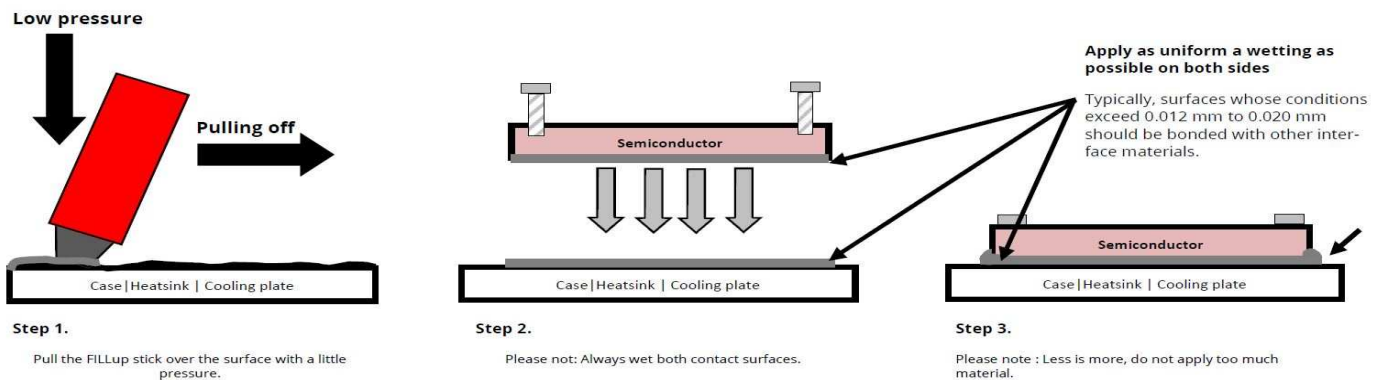 Low pressure
Pulling off
Case|Heatsink | Cooling plate
Step 1.
Pull the FILLup stick over the surface with a little
pressure.
Semiconductor
Case|Heatsink | Cooling plate
Step 2.
Please not: Always wet both contact surfaces.
Apply as uniform a wetting as
possible on both sides
Typically, surfaces whose conditions
exceed 0.012 mm to 0.020 mm
should be bonded with other inter-
face materials.
Semiconductor
Case|Heatsink | Cooling plate
Step 3.
Please note : Less is more, do not apply too much
material.